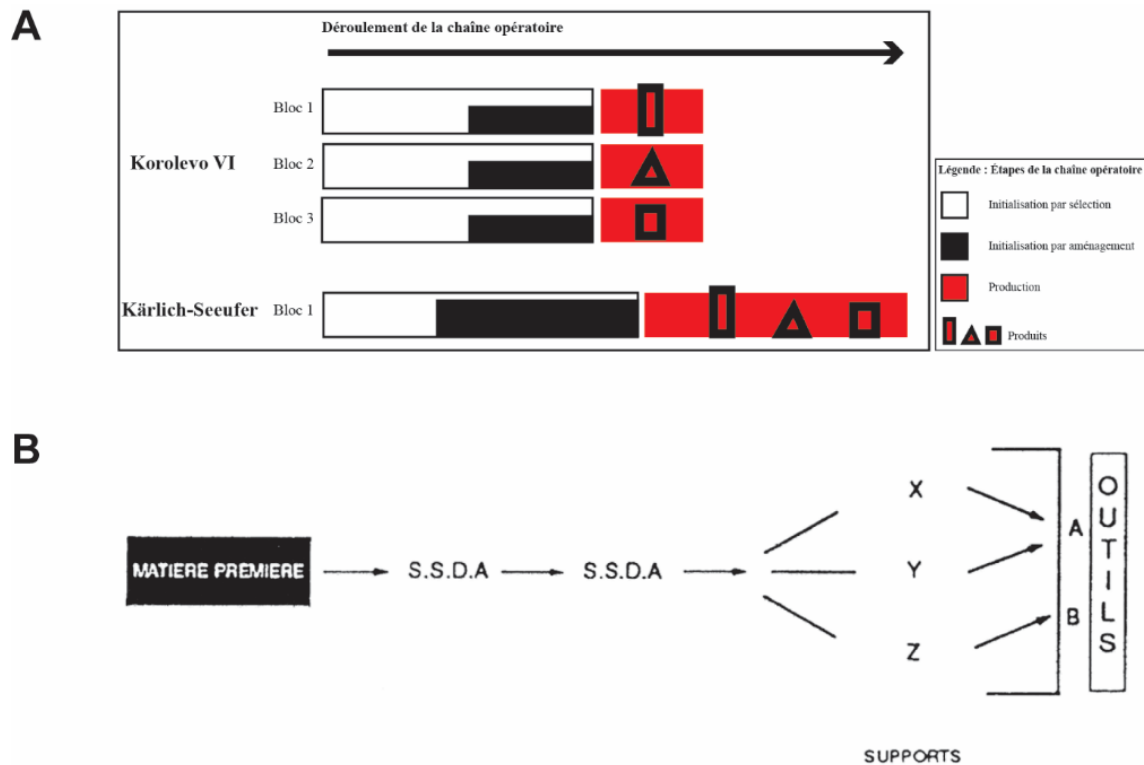 A
Déroulement de la chaîne opératoire
Korolevo VI
Bloc 1
Bloc 2
Bloc 3
Kärlich-Seeufer
Bloc 1
Légende : Étapes de la chaîne opératoire
Initialisation par sélection
Initialisation par aménagement
Production
Produits
B
MATIERE PREMIERE
S.S.D.A
S.S.D.A
X
Y
Z
A
B
OUTILS
SUPPORTS